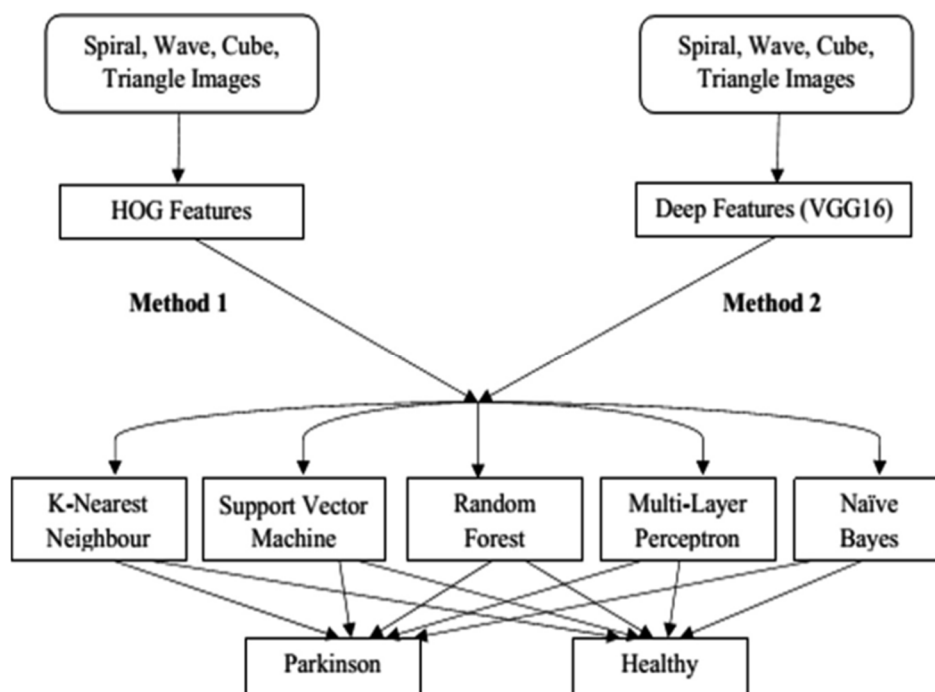 Spiral, Wave, Cube,
Triangle Images
Spiral, Wave, Cube,
Triangle Images
HOG Features
Deep Features (VGG16)
Method 1
Method 2
K-Nearest
Neighbour
Support Vector
Machine
Random
Forest
Multi-Layer
Perceptron
Naïve
Bayes
Parkinson
Healthy